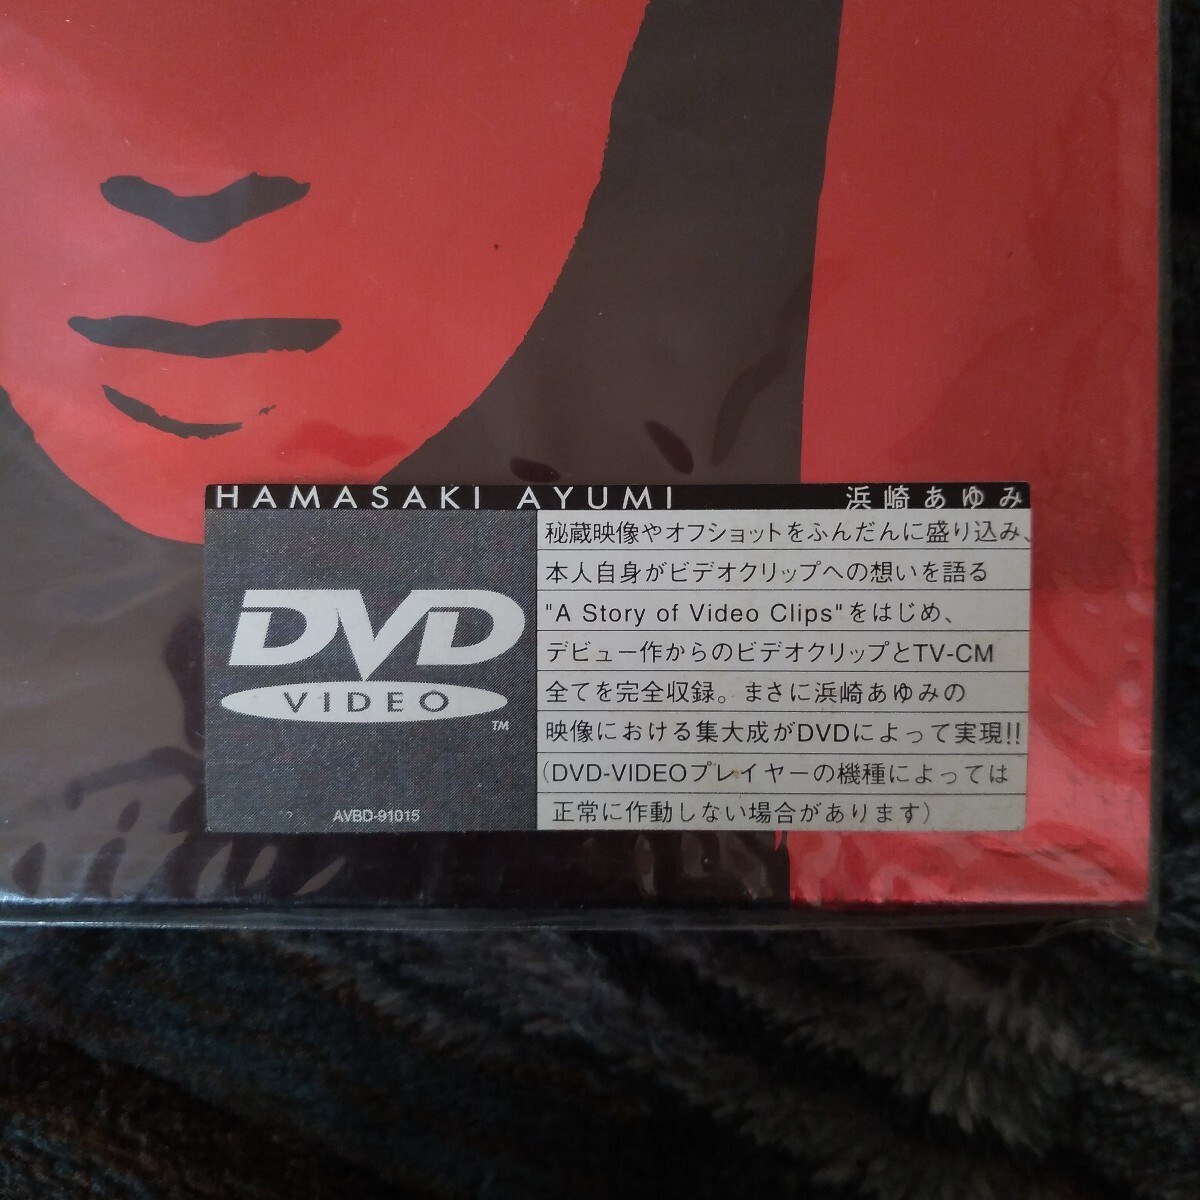 HAMASAKI AYUMI 浜崎あゆみ
秘蔵映像やオフショットをふんだんに盛り込み、
本人自身がビデオクリップへの想いを語る
"A Story of Video Clips"をはじめ、
デビュー作からのビデオクリップとTV-CM
全てを完全収録。まさに浜崎あゆみの
映像における集大成がDVDによって実現!!
(DVD-VIDEOプレイヤーの機種によっては
正常に作動しない場合があります)
DVD
VIDEO
TM
AVBD-91015